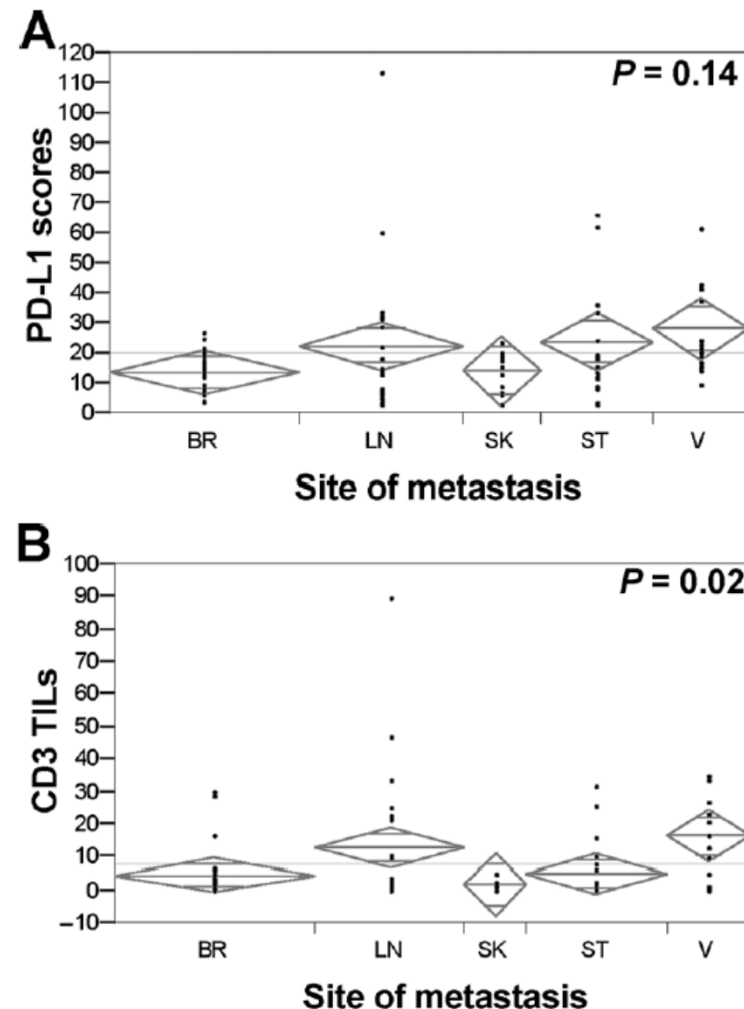 A
P = 0.14
PD-L1 scores
120
110
100
90
80
70
60
50
40
30
20
10
0
BR LN SK ST V
Site of metastasis
B
P = 0.02
CD3 TILs
100
90
80
70
60
50
40
30
20
10
0
–10
BR LN SK ST V
Site of metastasis